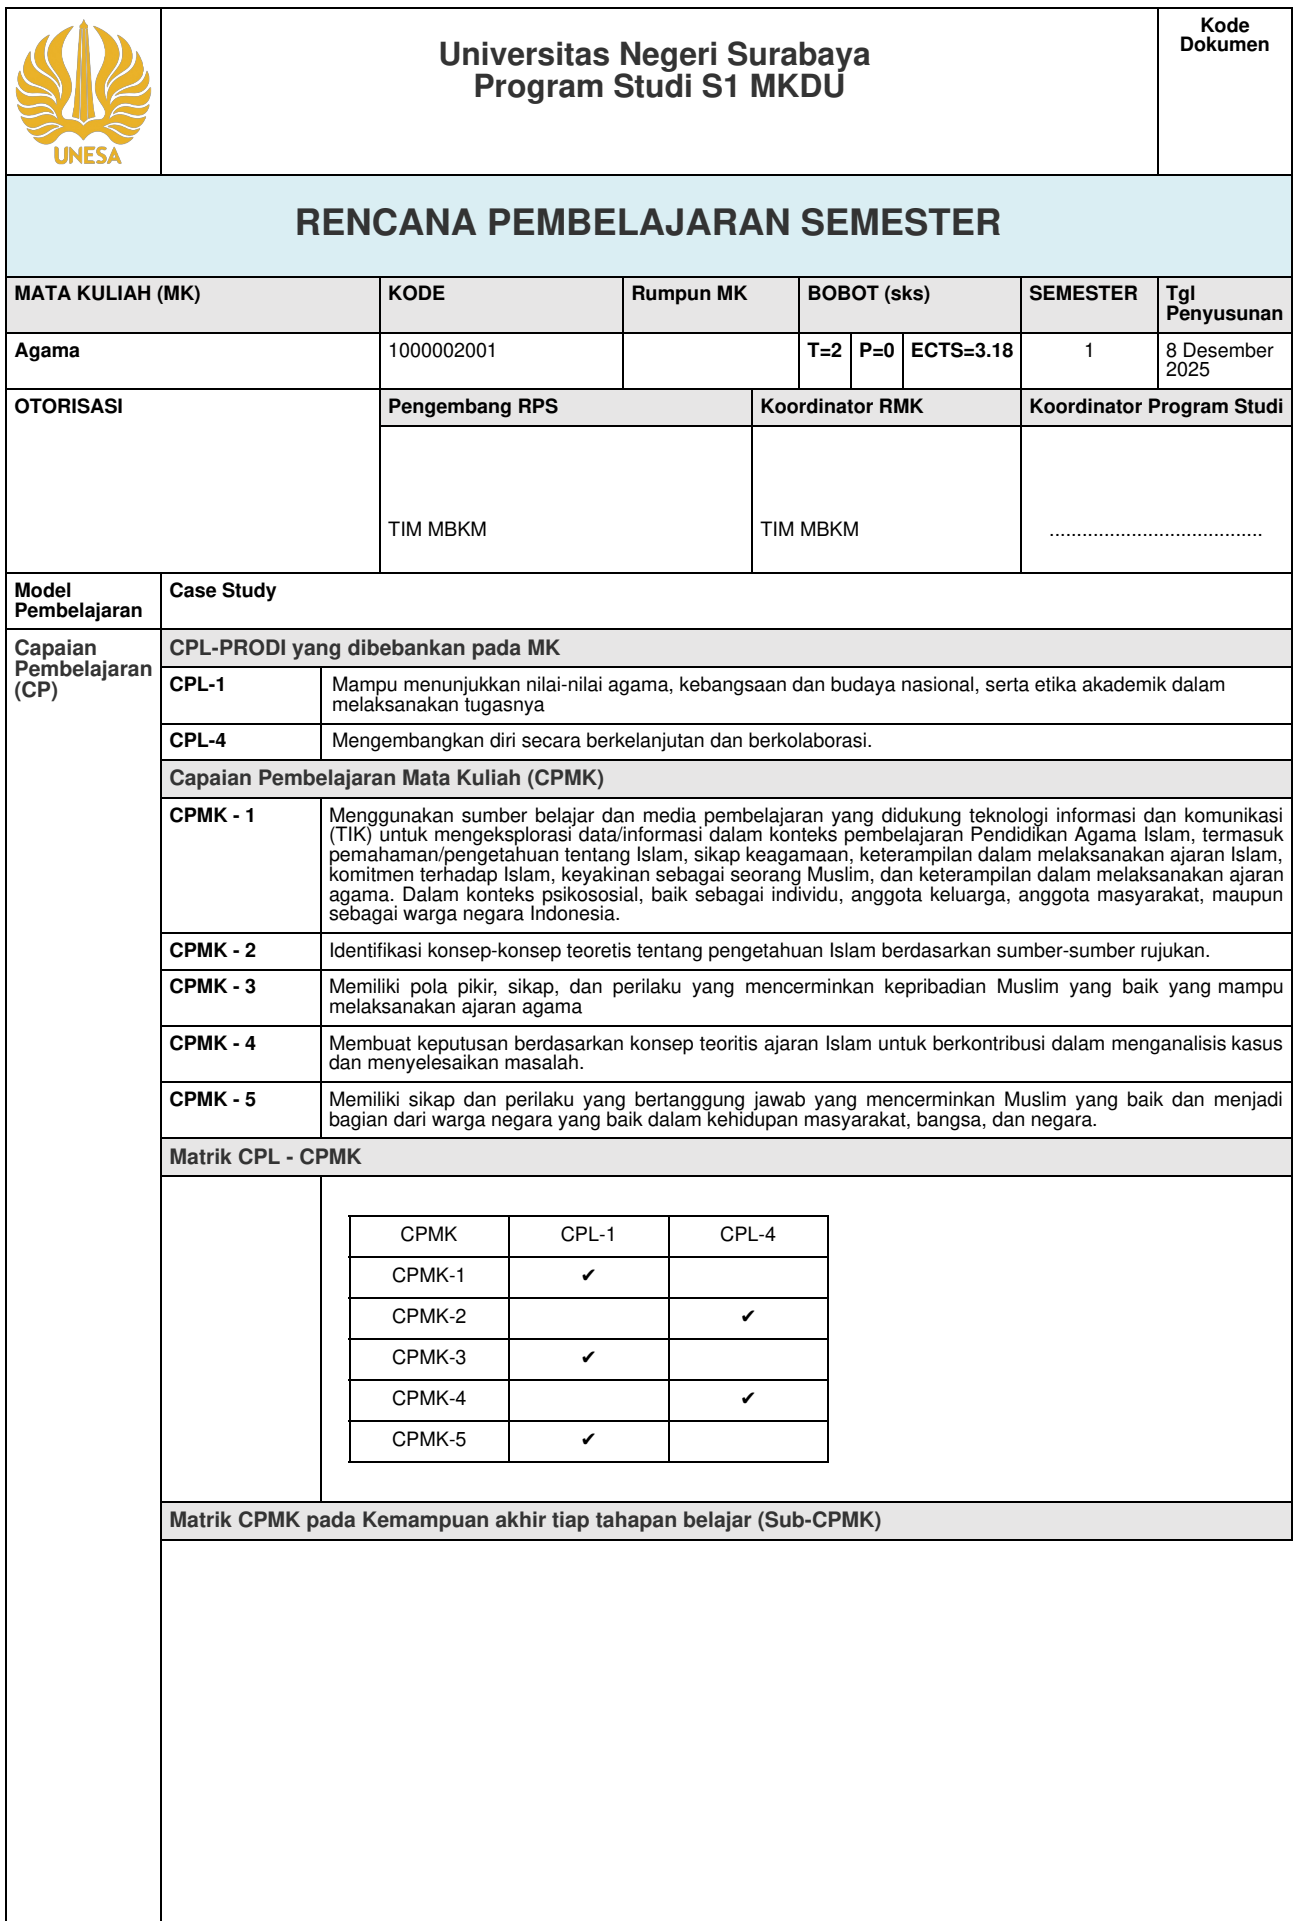 UNESA
Universitas Negeri Surabaya
Program Studi S1 MKDU
Kode
Dokumen
RENCANA PEMBELAJARAN SEMESTER
MATA KULIAH (MK)
KODE
Rumpun MK
BOBOT (sks)
SEMESTER
Tgl
Penyusunan
Agama
1000002001
T=2
P=0
ECTS=3.18
1
8 Desember
2025
OTORISASI
Pengembang RPS
Koordinator RMK
Koordinator Program Studi
TIM MBKM
TIM MBKM
.......................................
Model
Pembelajaran
Case Study
Capaian
Pembelajaran
(CP)
CPL-PRODI yang dibebankan pada MK
CPL-1
Mampu menunjukkan nilai-nilai agama, kebangsaan dan budaya nasional, serta etika akademik dalam
melaksanakan tugasnya
CPL-4
Mengembangkan diri secara berkelanjutan dan berkolaborasi.
Capaian Pembelajaran Mata Kuliah (CPMK)
CPMK - 1
Menggunakan sumber belajar dan media pembelajaran yang didukung teknologi informasi dan komunikasi
(TIK) untuk mengeksplorasi data/informasi dalam konteks pembelajaran Pendidikan Agama Islam, termasuk
pemahaman/pengetahuan tentang Islam, sikap keagamaan, keterampilan dalam melaksanakan ajaran Islam,
komitmen terhadap Islam, keyakinan sebagai seorang Muslim, dan keterampilan dalam melaksanakan ajaran
agama. Dalam konteks psikososial, baik sebagai individu, anggota keluarga, anggota masyarakat, maupun
sebagai warga negara Indonesia.
CPMK - 2
Identifikasi konsep-konsep teoretis tentang pengetahuan Islam berdasarkan sumber-sumber rujukan.
CPMK - 3
Memiliki pola pikir, sikap, dan perilaku yang mencerminkan kepribadian Muslim yang baik yang mampu
melaksanakan ajaran agama
CPMK - 4
Membuat keputusan berdasarkan konsep teoritis ajaran Islam untuk berkontribusi dalam menganalisis kasus
dan menyelesaikan masalah.
CPMK - 5
Memiliki sikap dan perilaku yang bertanggung jawab yang mencerminkan Muslim yang baik dan menjadi
bagian dari warga negara yang baik dalam kehidupan masyarakat, bangsa, dan negara.
Matrik CPL - CPMK
CPMK
CPL-1
CPL-4
CPMK-1
✔
CPMK-2
✔
CPMK-3
✔
CPMK-4
✔
CPMK-5
✔
Matrik CPMK pada Kemampuan akhir tiap tahapan belajar (Sub-CPMK)